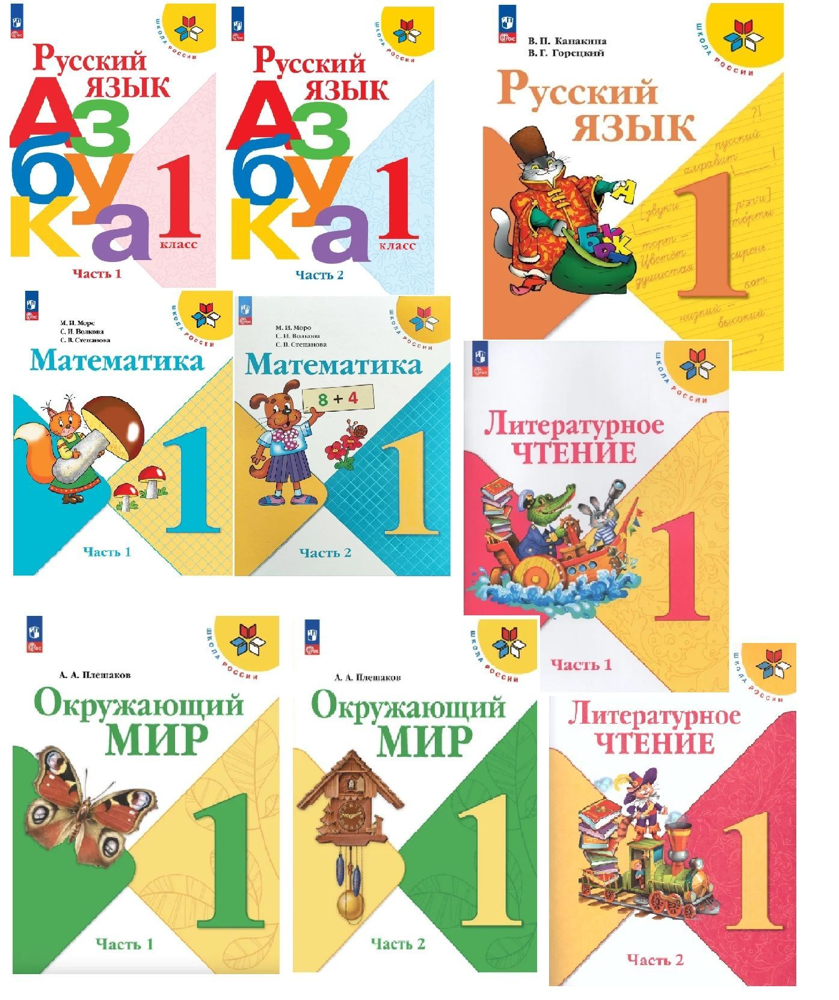 ШКОЛА РОССИИ
Русский
ЯЗЫК
Азбука
1
класс
Часть 1
ШКОЛА РОССИИ
Русский
ЯЗЫК
Азбука
1
класс
Часть 2
В. П. Канакина
В. Г. Горецкий
ШКОЛА РОССИИ
Русский
ЯЗЫК
?!
русский
алфавит
!
[звук'и
р'эч'и]
торт –
то́рты
Цветёт
сирень
душистая
кот
низкий –
высокий
?
А
1
М. И. Моро
С. И. Волкова
С. В. Степанова
ШКОЛА РОССИИ
Математика
1
Часть 1
М. И. Моро
С. И. Волкова
С. В. Степанова
ШКОЛА РОССИИ
Математика
8 + 4
1
Часть 2
ШКОЛА РОССИИ
Литературное
ЧТЕНИЕ
1
Часть 1
ШКОЛА РОССИИ
А. А. Плешаков
Окружающий
МИР
1
Часть 1
ШКОЛА РОССИИ
А. А. Плешаков
Окружающий
МИР
1
Часть 2
ШКОЛА РОССИИ
Литературное
ЧТЕНИЕ
1
Часть 2